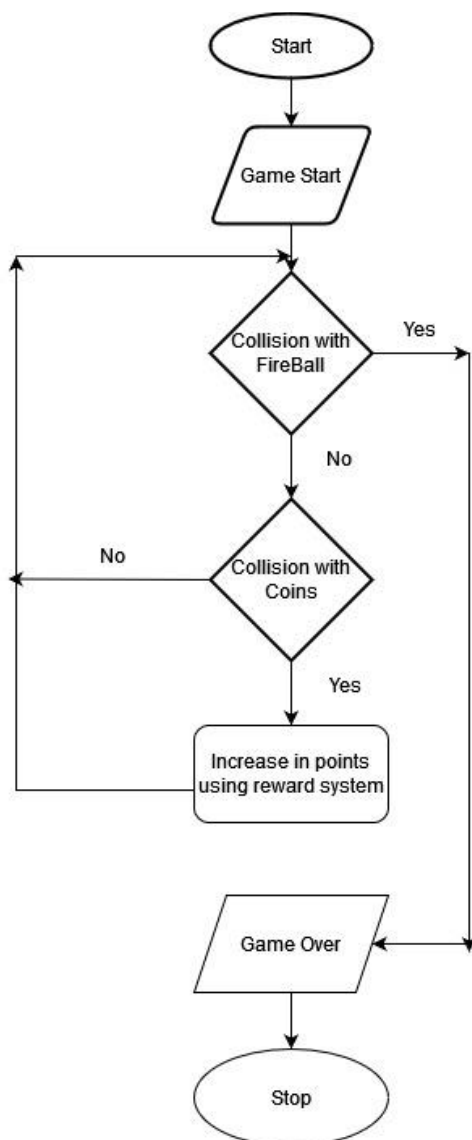 Start
Game Start
Collision with
FireBall
Yes
No
Collision with
Coins
No
Yes
Increase in points
using reward system
Game Over
Stop